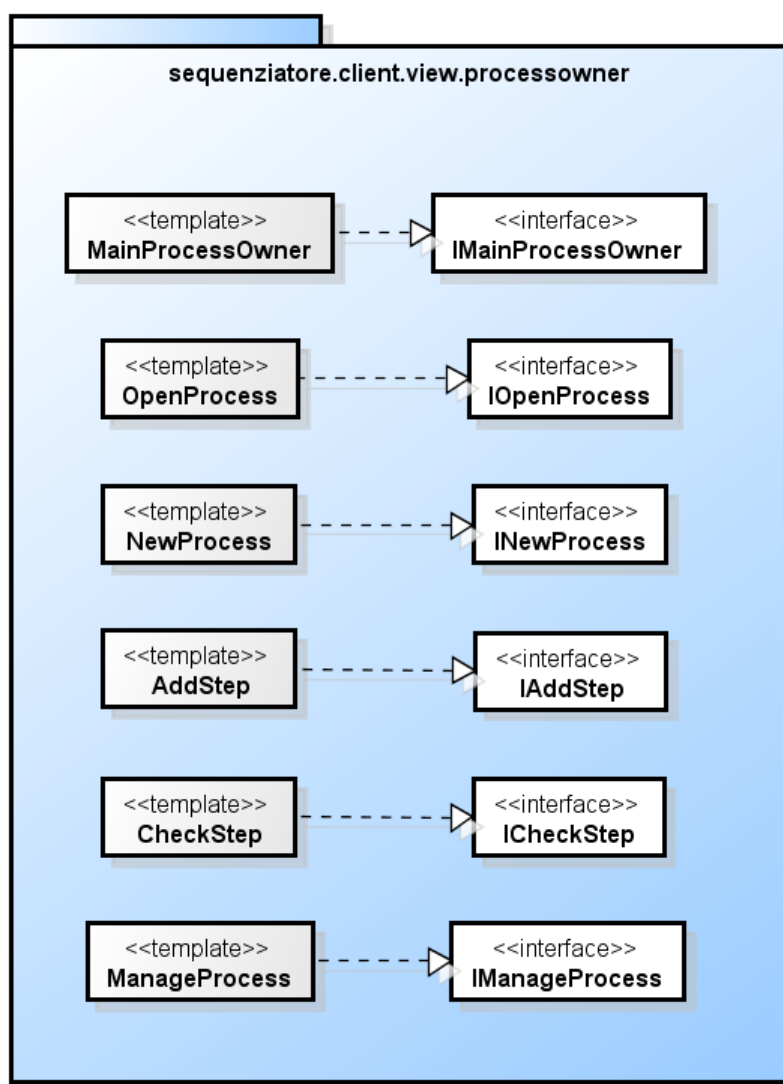 sequenziatore.client.view.processowner
<<template>>
MainProcessOwner
<<interface>>
IMainProcessOwner
<<template>>
OpenProcess
<<interface>>
IOpenProcess
<<template>>
NewProcess
<<interface>>
INewProcess
<<template>>
AddStep
<<interface>>
IAddStep
<<template>>
CheckStep
<<interface>>
ICheckStep
<<template>>
ManageProcess
<<interface>>
IManageProcess